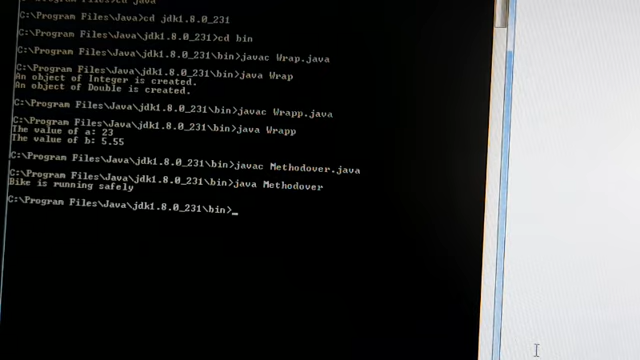 cd java
C:\Program Files\Java>cd jdk1.8.0_231
C:\Program Files\Java\jdk1.8.0_231>cd bin
C:\Program Files\Java\jdk1.8.0_231\bin>javac Wrap.java
C:\Program Files\Java\jdk1.8.0_231\bin>java Wrap
An object of Integer is created.
An object of Double is created.
C:\Program Files\Java\jdk1.8.0_231\bin>javac Wrapp.java
C:\Program Files\Java\jdk1.8.0_231\bin>java Wrapp
The value of a: 23
The value of b: 5.55
C:\Program Files\Java\jdk1.8.0_231\bin>javac Methodover.java
C:\Program Files\Java\jdk1.8.0_231\bin>java Methodover
Bike is running safely
C:\Program Files\Java\jdk1.8.0_231\bin>_